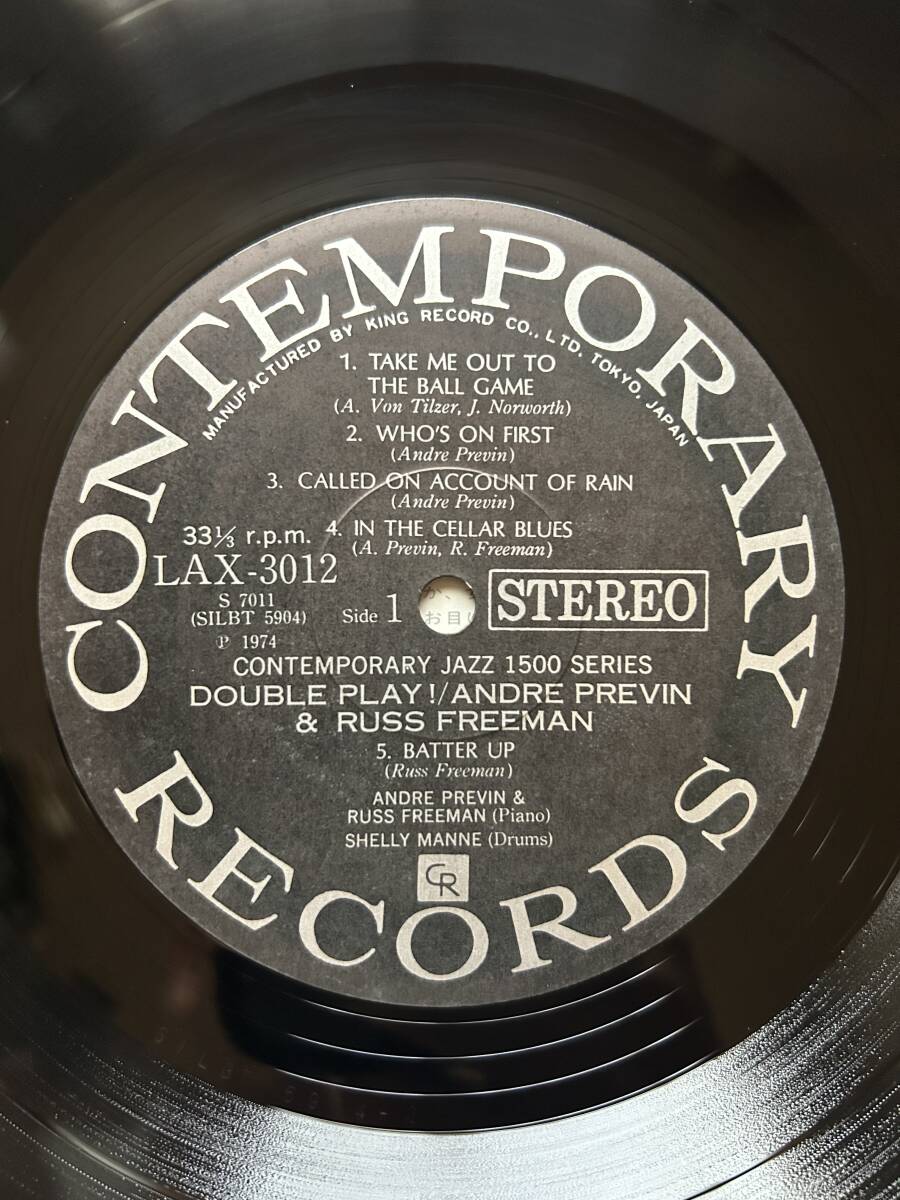 CONTEMPORARY
MANUFACTURED BY KING RECORD CO., LTD. TOKYO, JAPAN
1. TAKE ME OUT TO
THE BALL GAME
(A. Von Tilzer, J. Norworth)
2. WHO'S ON FIRST
(Andre Previn)
3. CALLED ON ACCOUNT OF RAIN
(Andre Previn)
4. IN THE CELLAR BLUES
(A. Previn, R. Freeman)
33⅓ r.p.m.
LAX-3012
S 7011
(SILBT 5904)
Ⓟ 1974
Side 1
STEREO
か、
お目
CONTEMPORARY JAZZ 1500 SERIES
DOUBLE PLAY!/ANDRE PREVIN
& RUSS FREEMAN
5. BATTER UP
(Russ Freeman)
ANDRE PREVIN &
RUSS FREEMAN (Piano)
SHELLY MANNE (Drums)
CR
RECORDS